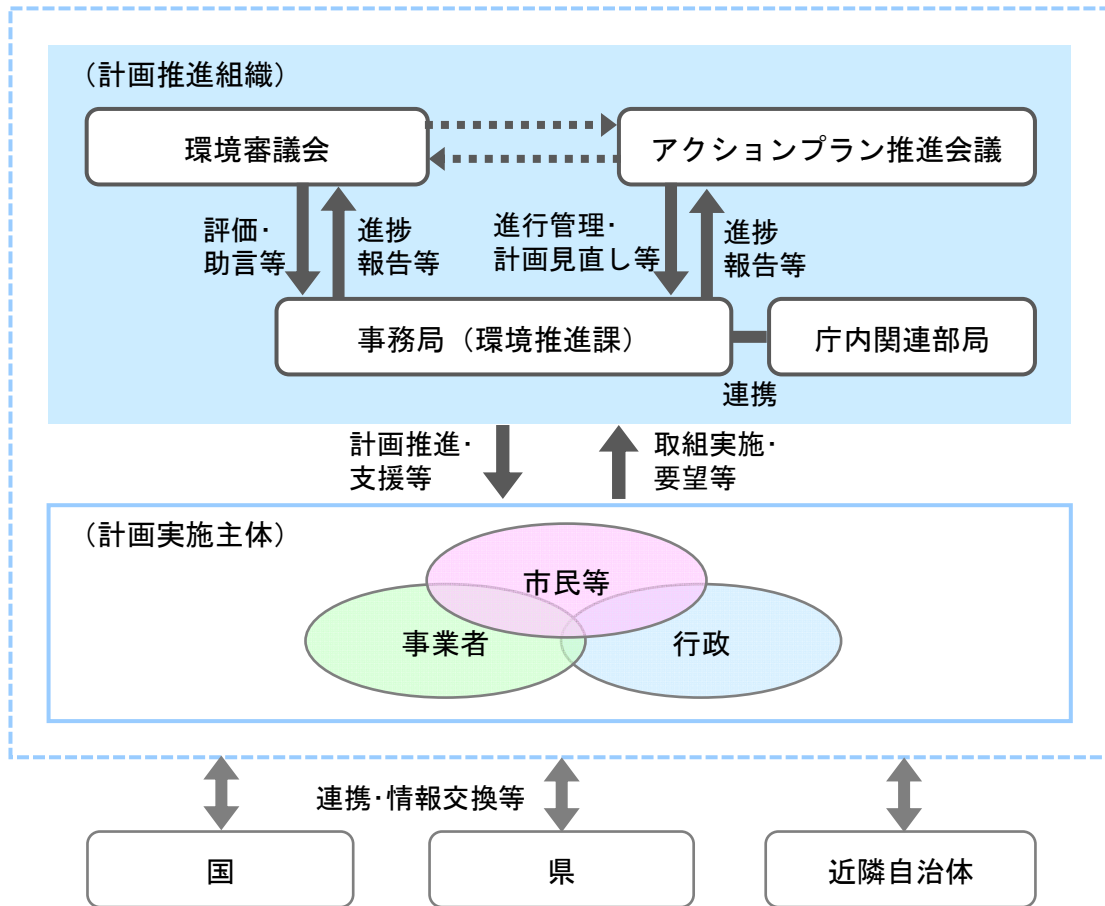 （計画推進組織）
環境審議会
アクションプラン推進会議
評価・
助言等
進捗
報告等
進行管理・
計画見直し等
進捗
報告等
事務局（環境推進課）
庁内関連部局
連携
計画推進・
支援等
取組実施・
要望等
（計画実施主体）
市民等
事業者
行政
連携・情報交換等
国
県
近隣自治体